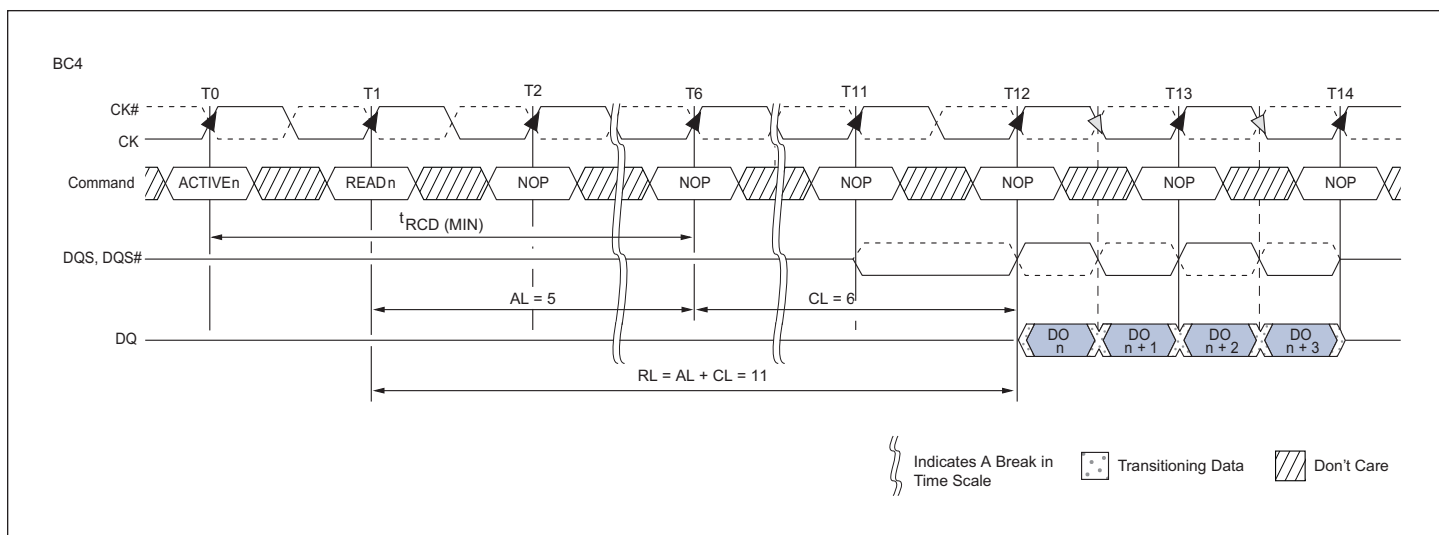 BC4
T0 T1 T2 T6 T11 T12 T13 T14
CK#
CK
Command ACTIVE n READ n NOP NOP NOP NOP NOP NOP
tRCD (MIN)
DQS, DQS#
AL = 5 CL = 6
DQ DO n DO n + 1 DO n + 2 DO n + 3
RL = AL + CL = 11
Indicates A Break in
Time Scale
Transitioning Data
Don't Care